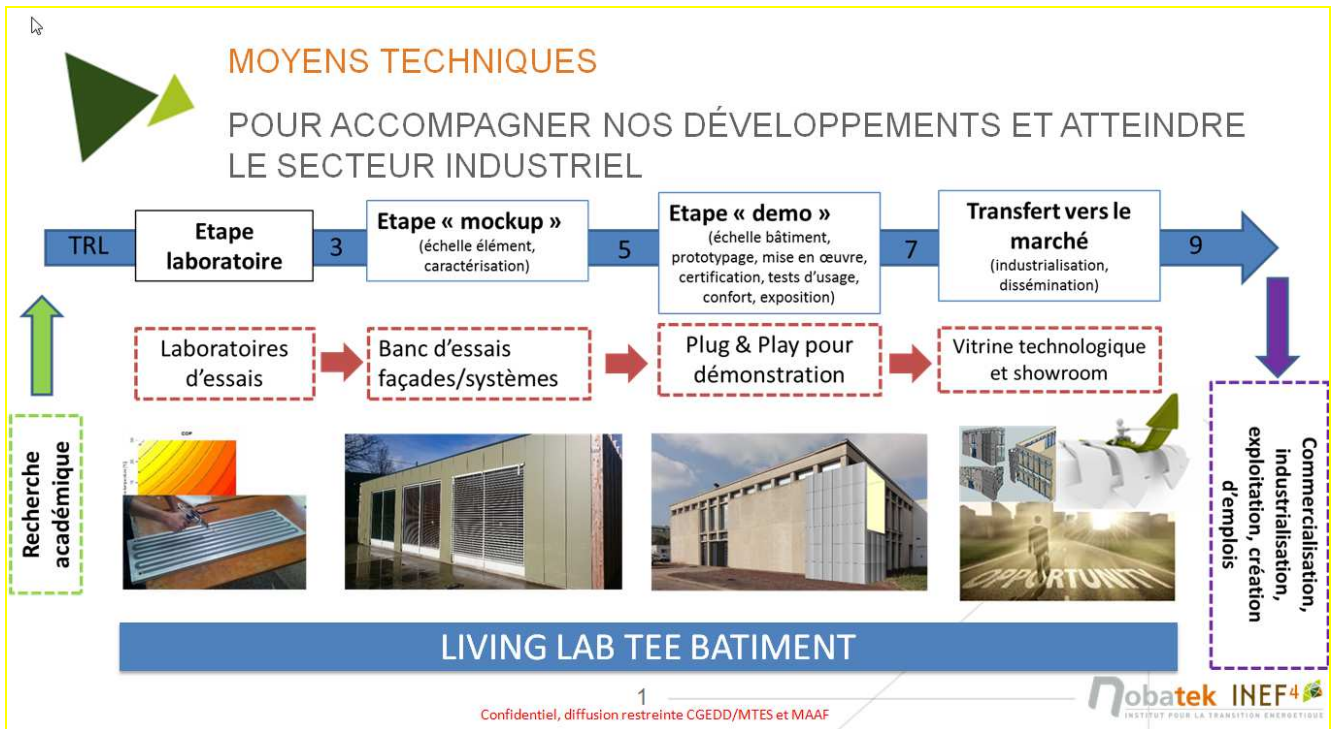 MOYENS TECHNIQUES
POUR ACCOMPAGNER NOS DÉVELOPPEMENTS ET ATTEINDRE
LE SECTEUR INDUSTRIEL
TRL
Etape
laboratoire
3
Etape « mockup »
(échelle élément,
caractérisation)
5
Etape « demo »
(échelle bâtiment,
prototypage, mise en œuvre,
certification, tests d'usage,
confort, exposition)
7
Transfert vers le
marché
(industrialisation,
dissémination)
9
Laboratoires
d'essais
Banc d'essais
façades/systèmes
Plug & Play pour
démonstration
Vitrine technologique
et showroom
Recherche
académique
Commercialisation,
industrialisation,
exploitation, création
d'emplois
COP
OPPORTUNITY
LIVING LAB TEE BATIMENT
1
Confidentiel, diffusion restreinte CGEDD/MTES et MAAF
nobatek INEF4
INSTITUT POUR LA TRANSITION ENERGETIQUE